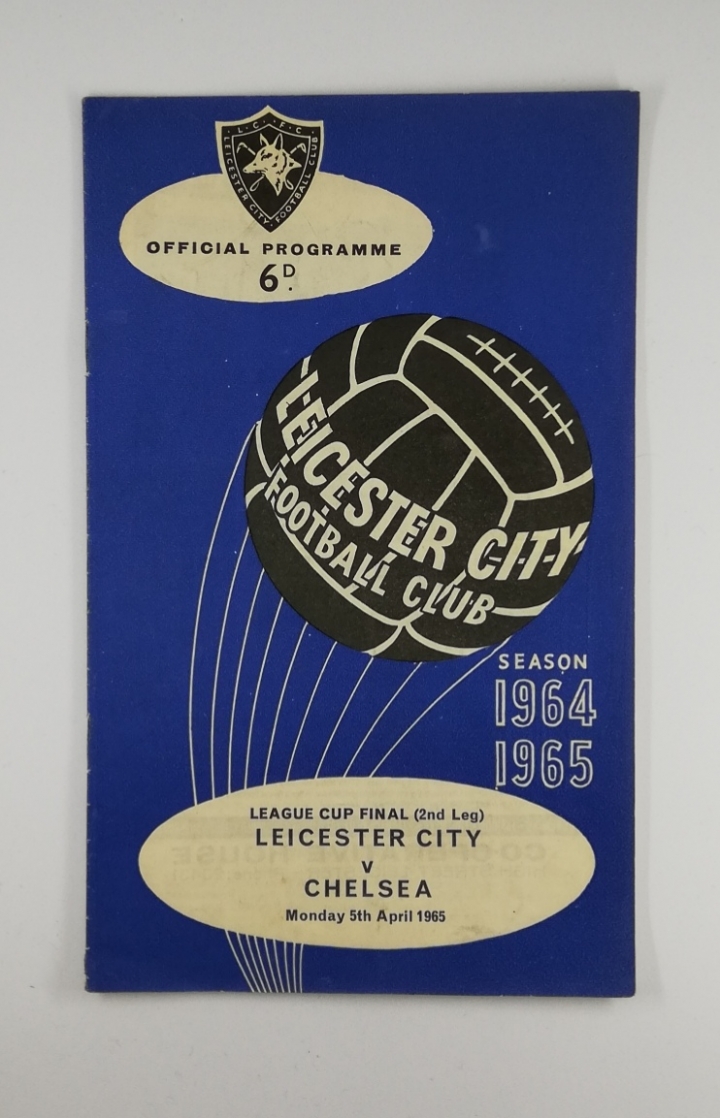 L·C·F·C
LEICESTER CITY·FOOTBALL CLUB
OFFICIAL PROGRAMME
6D.
LEICESTER CITY
FOOTBALL CLUB
SEASON
1964
1965
LEAGUE CUP FINAL (2nd Leg)
LEICESTER CITY
v
CHELSEA
Monday 5th April 1965